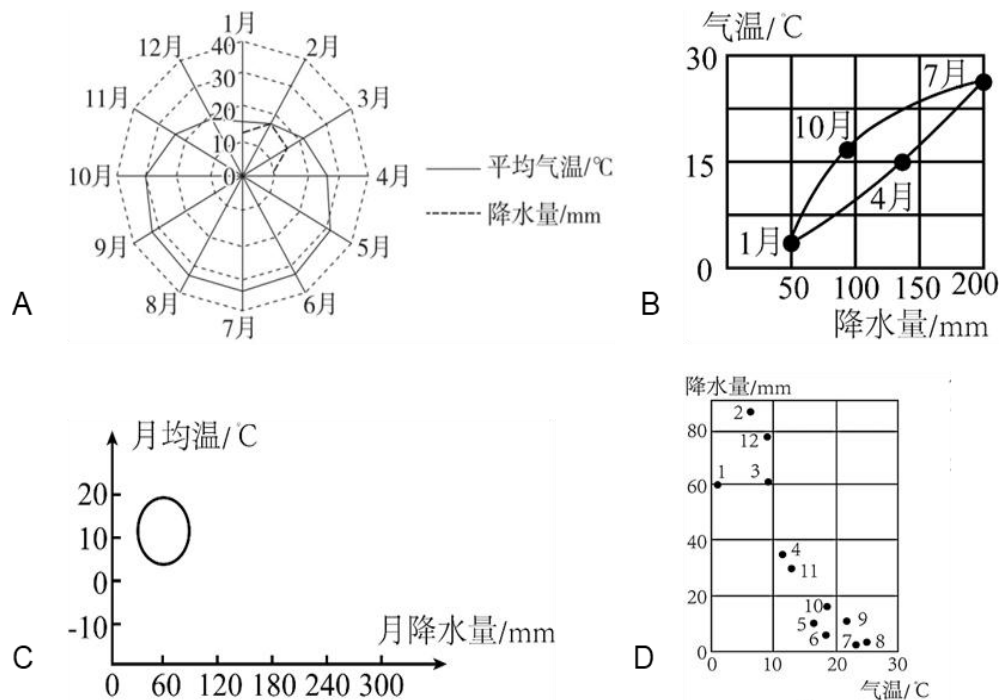 1月
2月
3月
4月
5月
6月
7月
8月
9月
10月
11月
12月
40
30
20
10
0
平均气温/℃
降水量/mm
A
气温/℃
30
15
0
7月
10月
4月
1月
50 100 150 200
降水量/mm
B
月均温/℃
20
10
0
-10
月降水量/mm
0 60 120 180 240 300
C
降水量/mm
80
60
40
20
0
2
12
1
3
4
11
10
5
9
6
7
8
0 10 20 30
气温/℃
D